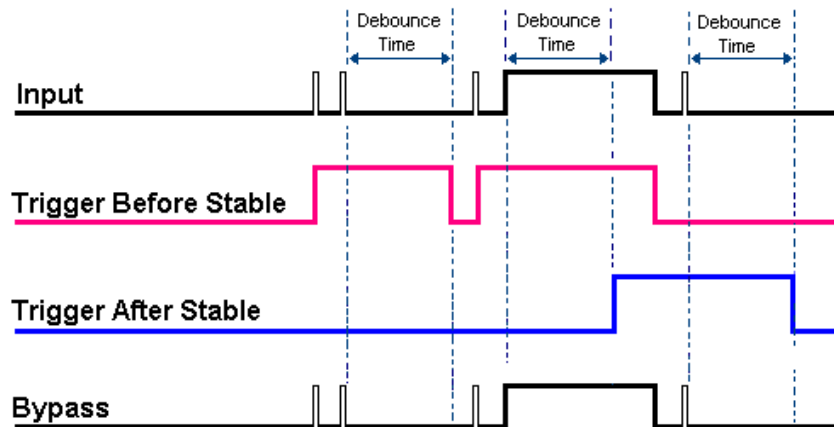 Debounce
Time
Debounce
Time
Debounce
Time
Input
Trigger Before Stable
Trigger After Stable
Bypass